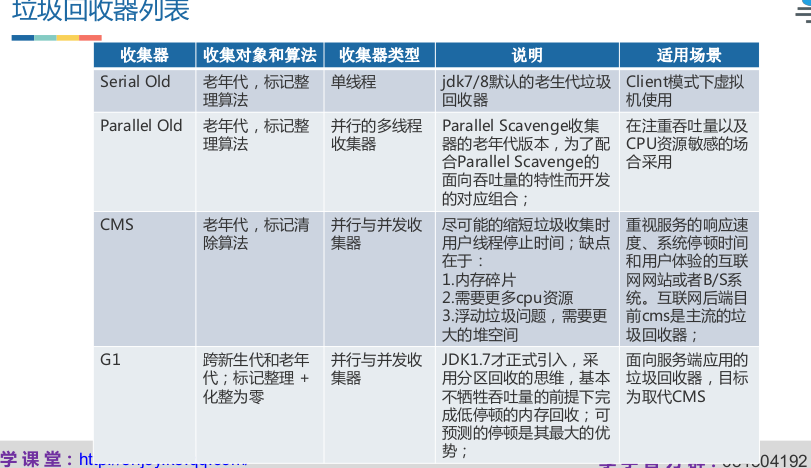 垃圾回收器列表
收集器 收集对象和算法 收集器类型 说明 适用场景
Serial Old 老年代，标记整理算法 单线程 jdk7/8默认的老生代垃圾回收器 Client模式下虚拟机使用
Parallel Old 老年代，标记整理算法 并行的多线程收集器 Parallel Scavenge收集器的老年代版本，为了配合Parallel Scavenge的面向吞吐量的特性而开发的对应组合； 在注重吞吐量以及CPU资源敏感的场合采用
CMS 老年代，标记清除算法 并行与并发收集器 尽可能的缩短垃圾收集时用户线程停止时间；缺点在于：
1.内存碎片
2.需要更多cpu资源
3.浮动垃圾问题，需要更大的堆空间
重视服务的响应速度、系统停顿时间和用户体验的互联网网站或者B/S系统。互联网后端目前cms是主流的垃圾回收器；
G1 跨新生代和老年代；标记整理 + 化整为零 并行与并发收集器 JDK1.7才正式引入，采用分区回收的思维，基本不牺牲吞吐量的前提下完成低停顿的内存回收；可预测的停顿是其最大的优势； 面向服务端应用的垃圾回收器，目标为取代CMS
学课堂：